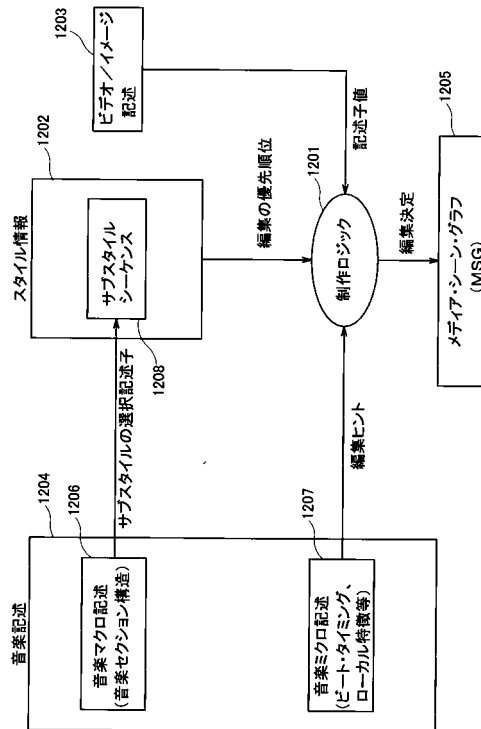 音楽記述
1204
1206
音楽マクロ記述
(音楽セクション構造)
サブスタイルの選択記述子
1207
音楽ミクロ記述
(ビート・タイミング、
ローカル特徴等)
編集ヒント
スタイル情報
1202
サブスタイル
シーケンス
1208
編集の優先順位
1203
ビデオ/イメージ
記述
記述子値
1201
制作ロジック
編集決定
1205
メディア・シーン・グラフ
(MSG)